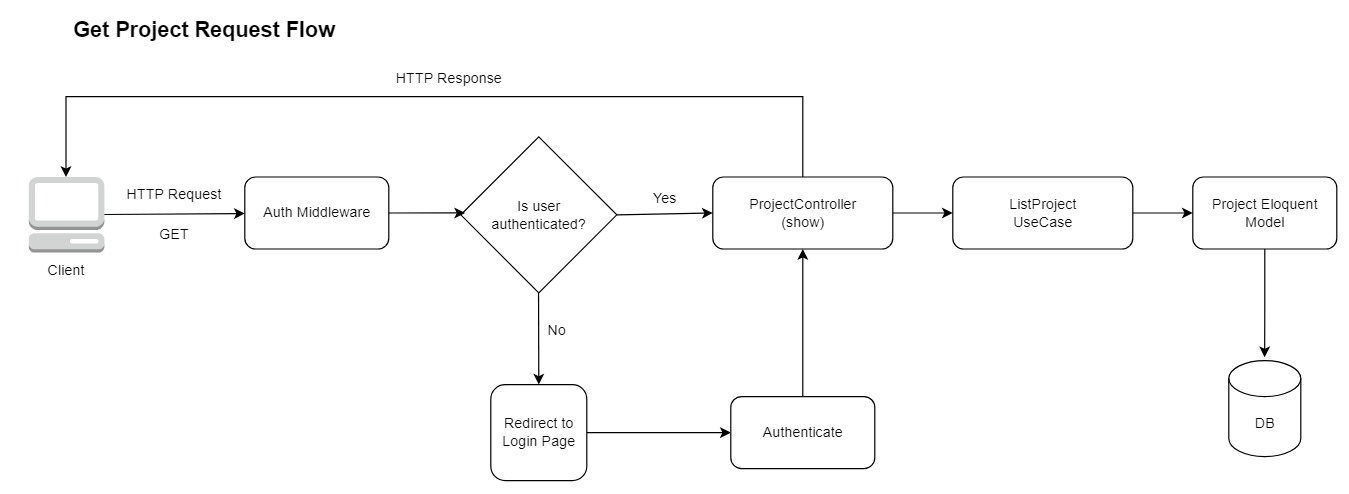 Get Project Request Flow
HTTP Response
HTTP Request
GET
Client
Auth Middleware
Is user
authenticated?
Yes
No
ProjectController
(show)
ListProject
UseCase
Project Eloquent
Model
Redirect to
Login Page
Authenticate
DB